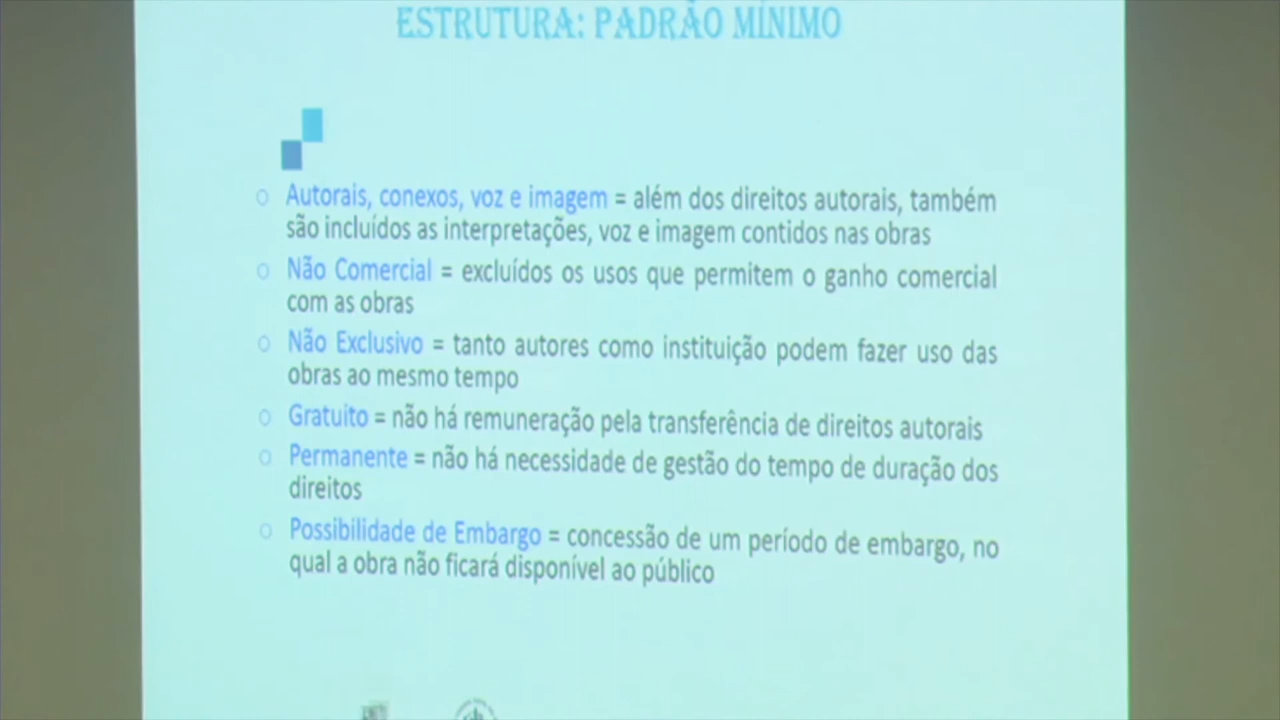 ESTRUTURA: PADRÃO MÍNIMO
o Autorais, conexos, voz e imagem = além dos direitos autorais, também
são incluídos as interpretações, voz e imagem contidos nas obras
o Não Comercial = excluídos os usos que permitem o ganho comercial
com as obras
o Não Exclusivo = tanto autores como instituição podem fazer uso das
obras ao mesmo tempo
o Gratuito = não há remuneração pela transferência de direitos autorais
o Permanente = não há necessidade de gestão do tempo de duração dos
direitos
o Possibilidade de Embargo = concessão de um período de embargo, no
qual a obra não ficará disponível ao público